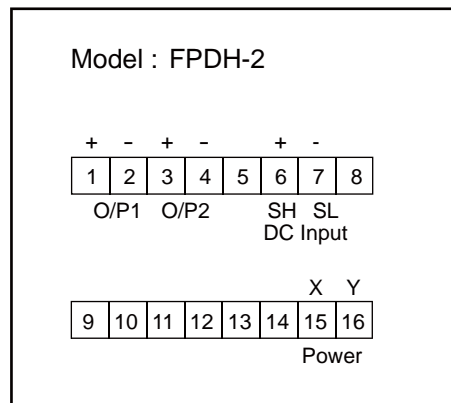 Model : FPDH-2
+ − + − + -
1 2 3 4 5 6 7 8
O/P1 O/P2 SH SL
DC Input
X Y
9 10 11 12 13 14 15 16
Power